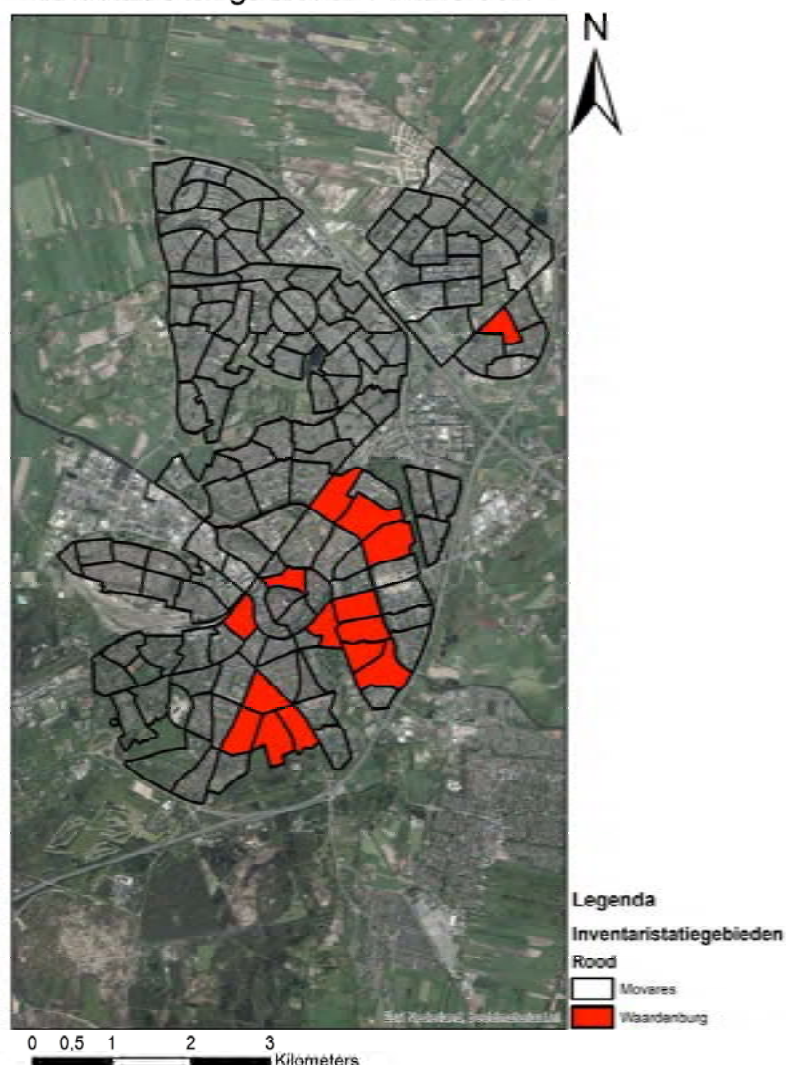 N
Legenda
Inventaristatiegebieden
Rood
Movares
Waardenburg
0 0,5 1 2 3
Kilometers